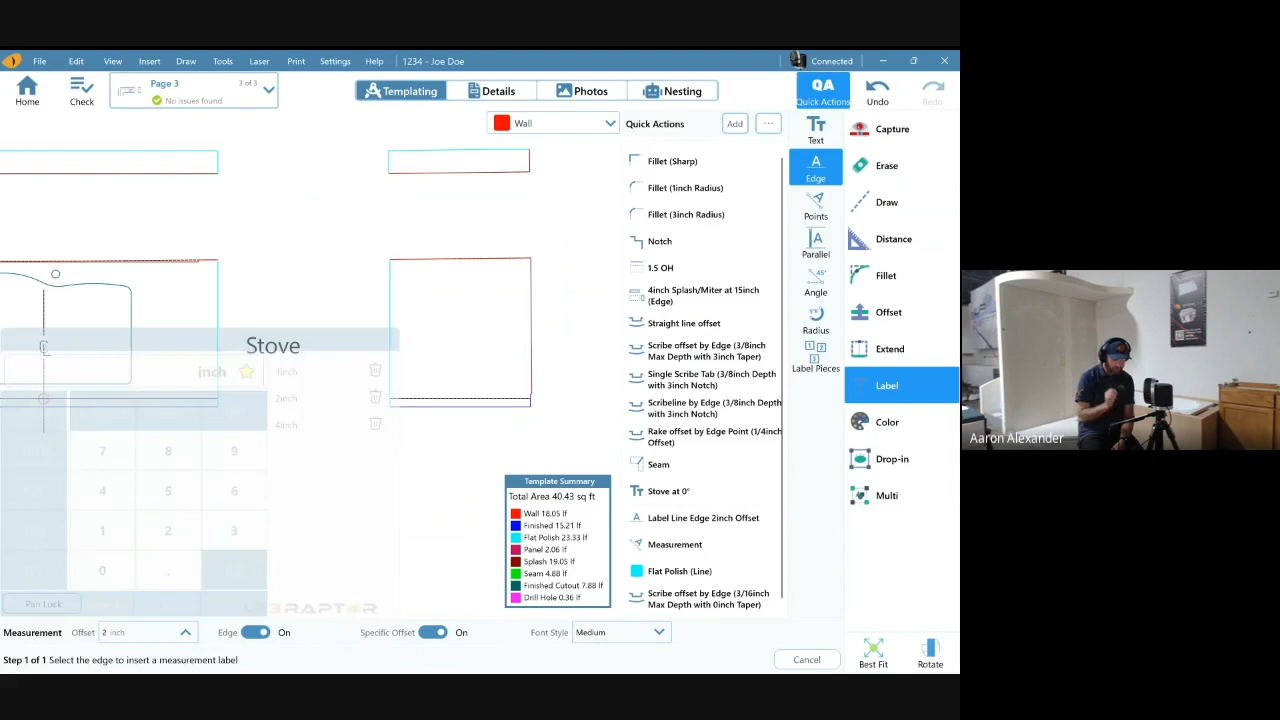 File Edit View Insert Draw Tools Laser Print Settings Help 1234 - Joe Doe
Connected
Home
Check
Page 3
3 of 3
No issues found
Templating
Details
Photos
Nesting
QA
Quick Actions
Undo
Redo
Wall
Quick Actions
Add
...
Fillet (Sharp)
Fillet (1inch Radius)
Fillet (3inch Radius)
Notch
1.5 OH
4inch Splash/Miter at 15inch
(Edge)
Straight line offset
Scribe offset by Edge (3/8inch
Max Depth with 3inch Taper)
Single Scribe Tab (3/8inch Depth
with 3inch Notch)
Scribeline by Edge (3/8inch Depth
with 3inch Notch)
Rake offset by Edge Point (1/4inch
Offset)
Seam
Stove at 0°
Label Line Edge 2inch Offset
Measurement
Flat Polish (Line)
Scribe offset by Edge (3/16inch
Max Depth with 0inch Taper)
Text
Edge
Points
Parallel
45°
Angle
Radius
Label Pieces
Capture
Erase
Draw
Distance
Fillet
Offset
Extend
Label
Color
Drop-in
Multi
Best Fit
Rotate
Stove
inch
1inch
2inch
4inch
7 8 9
4 5 6
1 2 3
0 .
Pan Lock
RAPTOR
Template Summary
Total Area 40.43 sq ft
Wall 18.05 lf
Finished 15.21 lf
Flat Polish 23.33 lf
Panel 2.06 lf
Splash 19.05 lf
Seam 4.88 lf
Finished Cutout 7.88 lf
Drill Hole 0.36 lf
Measurement Offset 2 inch Edge On Specific Offset On Font Style Medium
Step 1 of 1 Select the edge to insert a measurement label
Cancel
Aaron Alexander